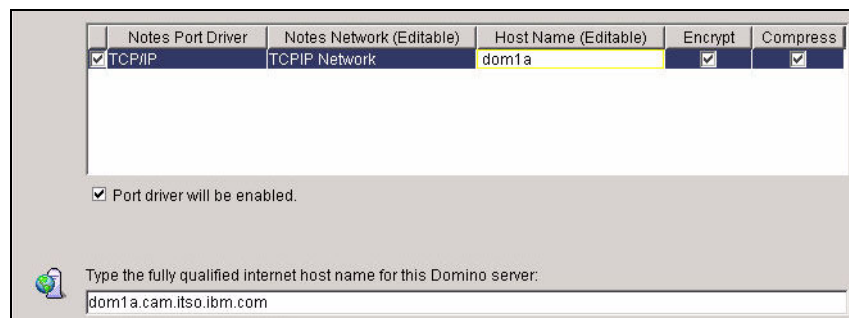 Notes Port Driver Notes Network (Editable) Host Name (Editable) Encrypt Compress
TCP/IP TCPIP Network dom1a
Port driver will be enabled.
Type the fully qualified internet host name for this Domino server:
dom1a.cam.itso.ibm.com